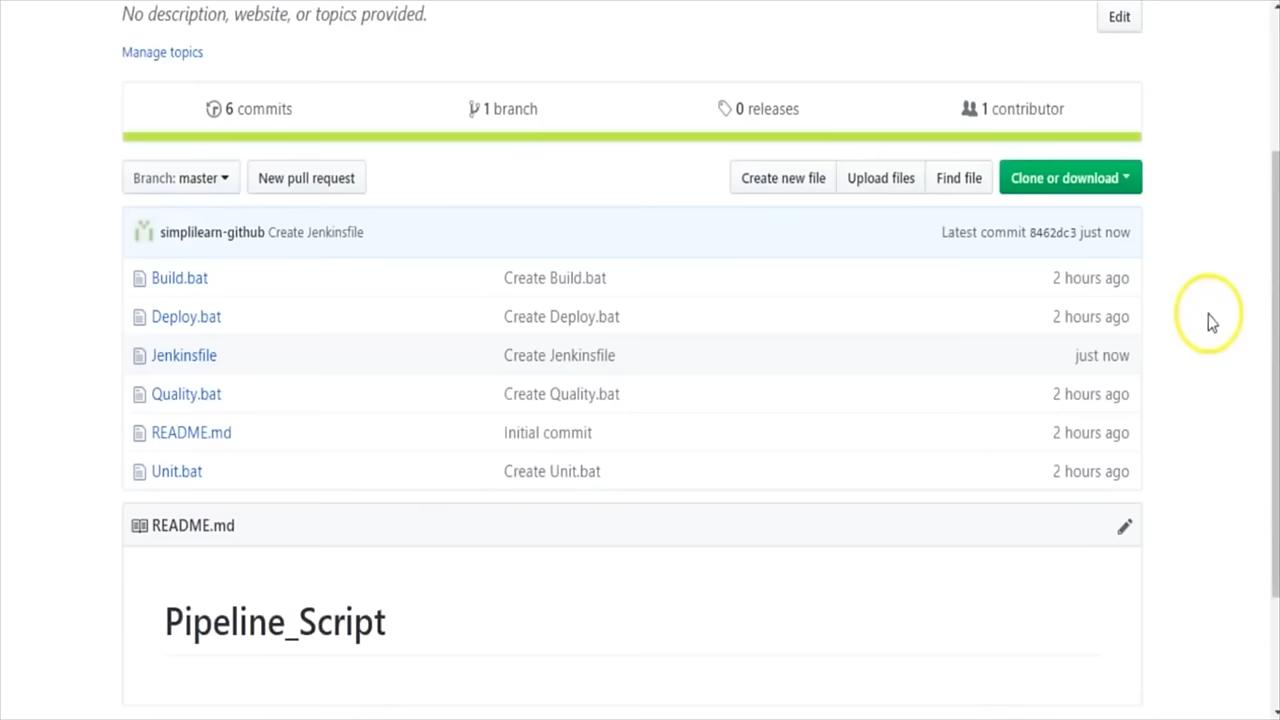 No description, website, or topics provided.
Edit
Manage topics
6 commits 1 branch 0 releases 1 contributor
Branch: master New pull request Create new file Upload files Find file Clone or download
simplilearn-github Create Jenkinsfile Latest commit 8462dc3 just now
Build.bat Create Build.bat 2 hours ago
Deploy.bat Create Deploy.bat 2 hours ago
Jenkinsfile Create Jenkinsfile just now
Quality.bat Create Quality.bat 2 hours ago
README.md Initial commit 2 hours ago
Unit.bat Create Unit.bat 2 hours ago
README.md
Pipeline_Script